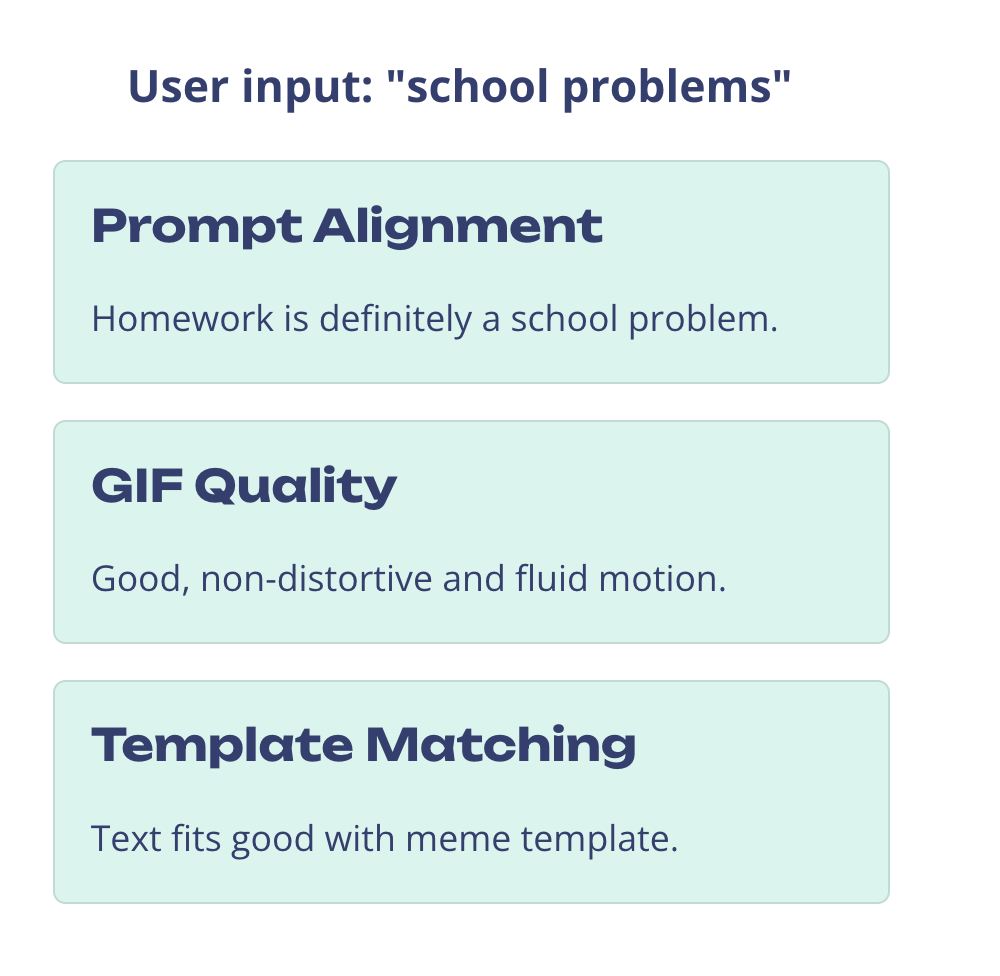 User input: "school problems"
Prompt Alignment
Homework is definitely a school problem.
GIF Quality
Good, non-distortive and fluid motion.
Template Matching
Text fits good with meme template.